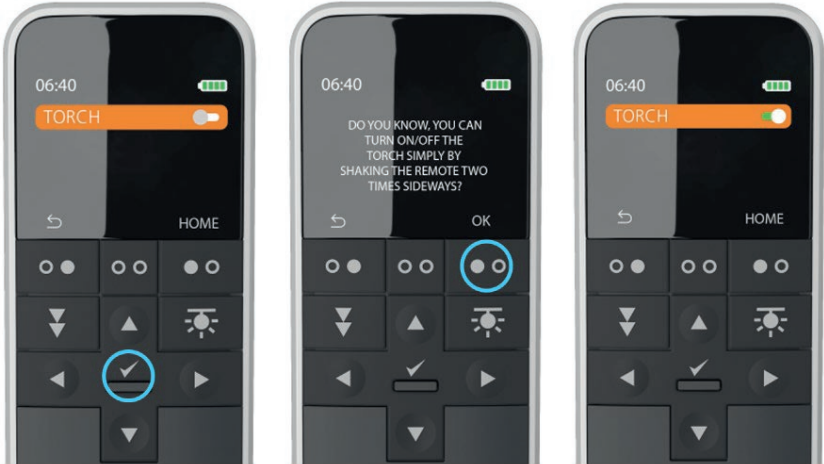 06:40
TORCH
HOME
06:40
DO YOU KNOW, YOU CAN
TURN ON/OFF THE
TORCH SIMPLY BY
SHAKING THE REMOTE TWO
TIMES SIDEWAYS?
OK
06:40
TORCH
HOME